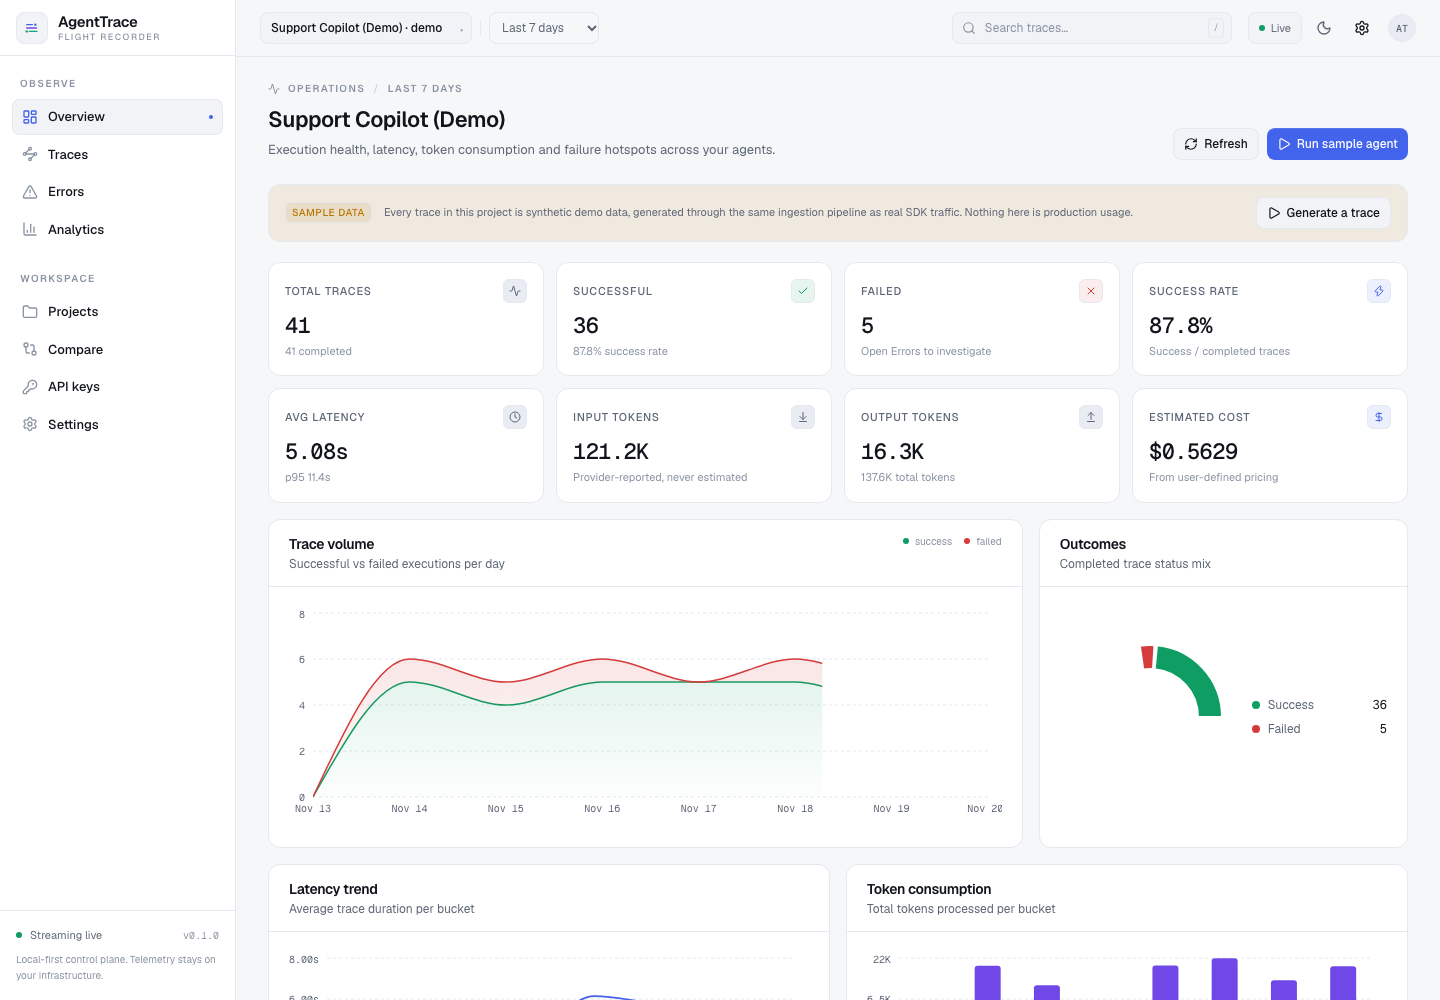 AgentTrace
FLIGHT RECORDER
Support Copilot (Demo) · demo
Last 7 days
Search traces...
/
Live
AT
OBSERVE
Overview
Traces
Errors
Analytics
WORKSPACE
Projects
Compare
API keys
Settings
Streaming live
v0.1.0
Local-first control plane. Telemetry stays on
your infrastructure.
OPERATIONS / LAST 7 DAYS
Support Copilot (Demo)
Execution health, latency, token consumption and failure hotspots across your agents.
Refresh
Run sample agent
SAMPLE DATA
Every trace in this project is synthetic demo data, generated through the same ingestion pipeline as real SDK traffic. Nothing here is production usage.
Generate a trace
TOTAL TRACES
41
41 completed
SUCCESSFUL
36
87.8% success rate
FAILED
5
Open Errors to investigate
SUCCESS RATE
87.8%
Success / completed traces
AVG LATENCY
5.08s
p95 11.4s
INPUT TOKENS
121.2K
Provider-reported, never estimated
OUTPUT TOKENS
16.3K
137.6K total tokens
ESTIMATED COST
$0.5629
From user-defined pricing
Trace volume
Successful vs failed executions per day
success
failed
8
6
4
2
0
Nov 13
Nov 14
Nov 15
Nov 16
Nov 17
Nov 18
Nov 19
Nov 20
Outcomes
Completed trace status mix
Success 36
Failed 5
Latency trend
Average trace duration per bucket
8.00s
6.00s
Token consumption
Total tokens processed per bucket
22K
6.5K